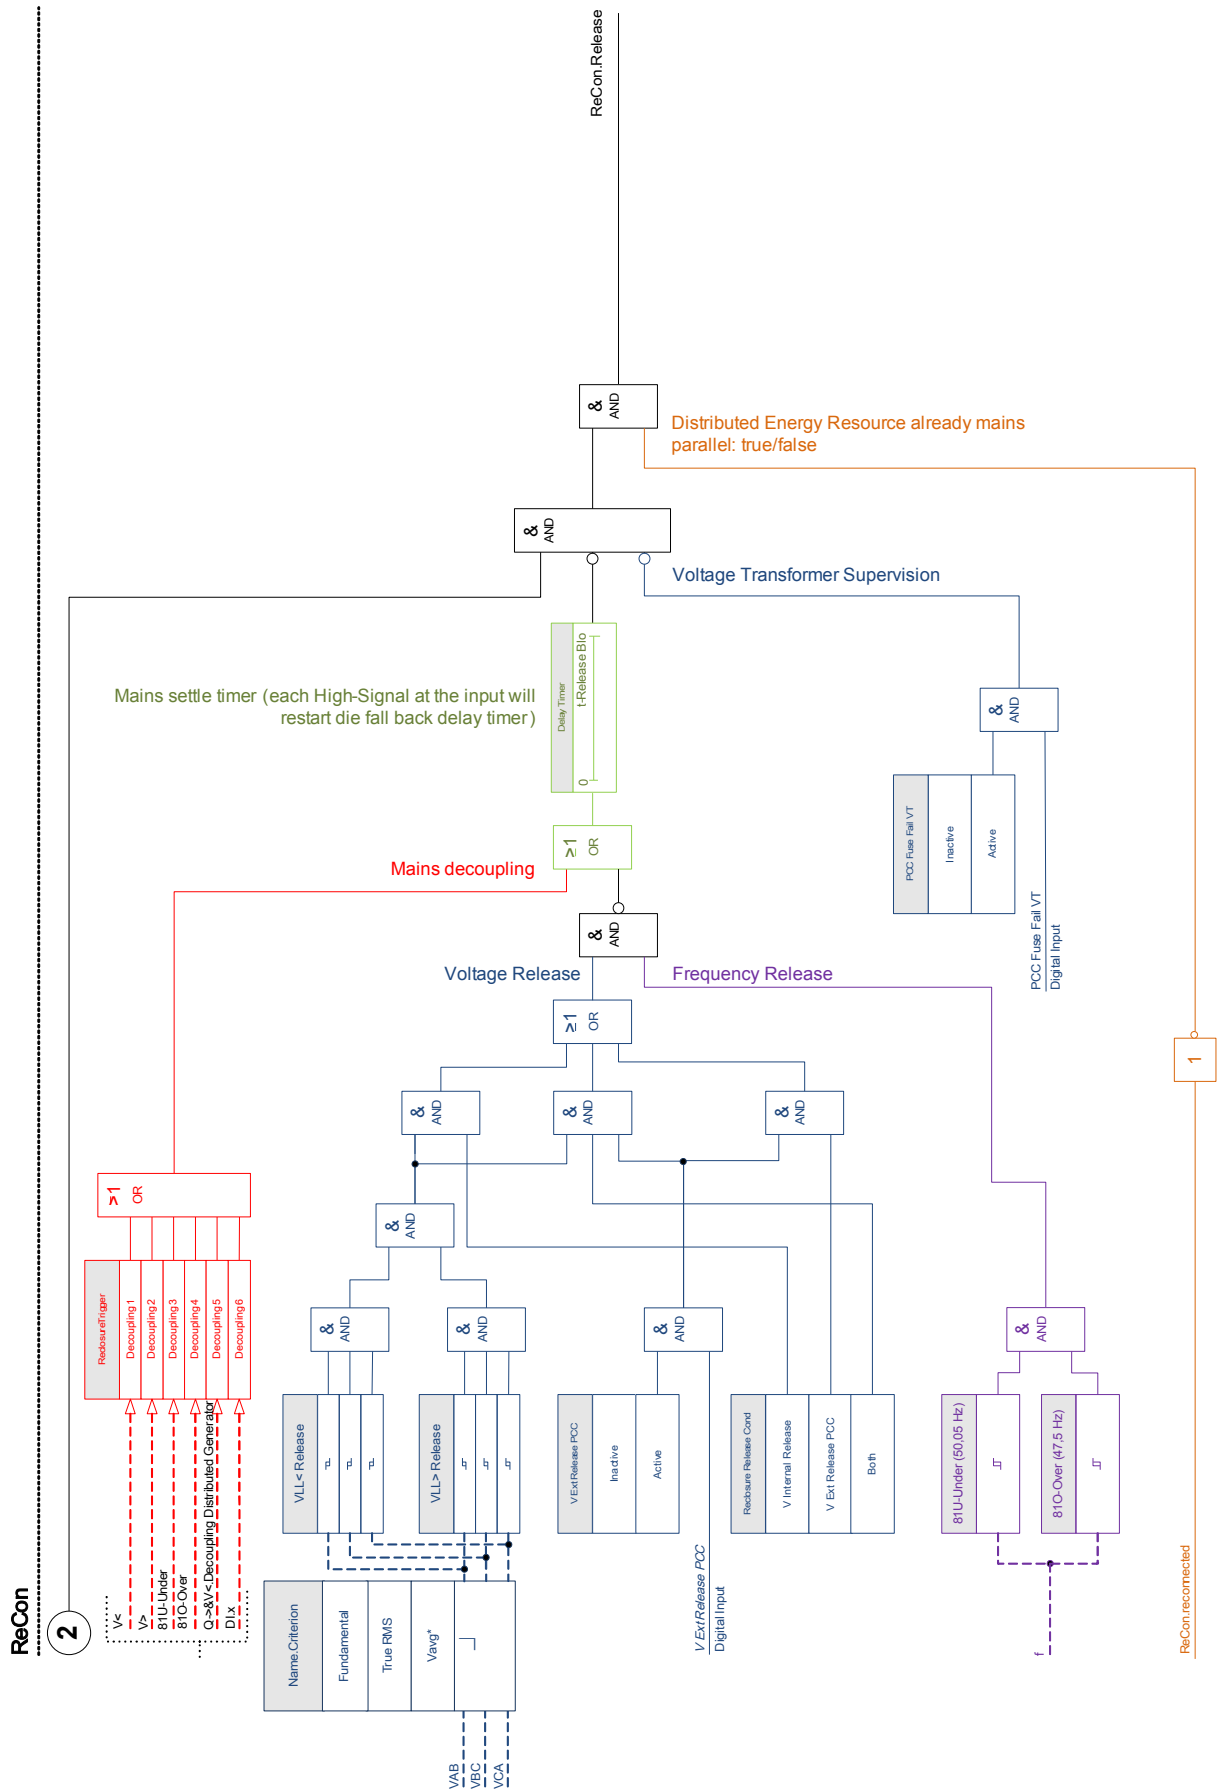 ReCon
2
V<
V>
81U-Under
81O-Over
Q->&V<.Decoupling Distributed Generator
DI.x
ReclosureTrigger
Decoupling1
Decoupling2
Decoupling3
Decoupling4
Decoupling5
Decoupling6
≥1
OR
Mains decoupling
Mains settle timer (each High-Signal at the input will
restart die fall back delay timer)
VAB
VBC
VCA
Name.Criterion
Fundamental
True RMS
Vavg*
VLL< Release
VLL> Release
&
AND
&
AND
&
AND
&
AND
&
AND
&
AND
≥1
OR
Voltage Release
V Ext Release PCC
Inactive
Active
V Ext Release PCC
Digital Input
&
AND
Reclosure Release Cond
V Internal Release
V Ext Release PCC
Both
f
81U-Under (50,05 Hz)
81O-Over (47,5 Hz)
&
AND
Frequency Release
&
AND
≥1
OR
Delay Timer
0
t-Release Blo
PCC Fuse Fail VT
Inactive
Active
PCC Fuse Fail VT
Digital Input
&
AND
Voltage Transformer Supervision
&
AND
ReCon.reconnected
1
Distributed Energy Resource already mains
parallel: true/false
&
AND
ReCon.Release